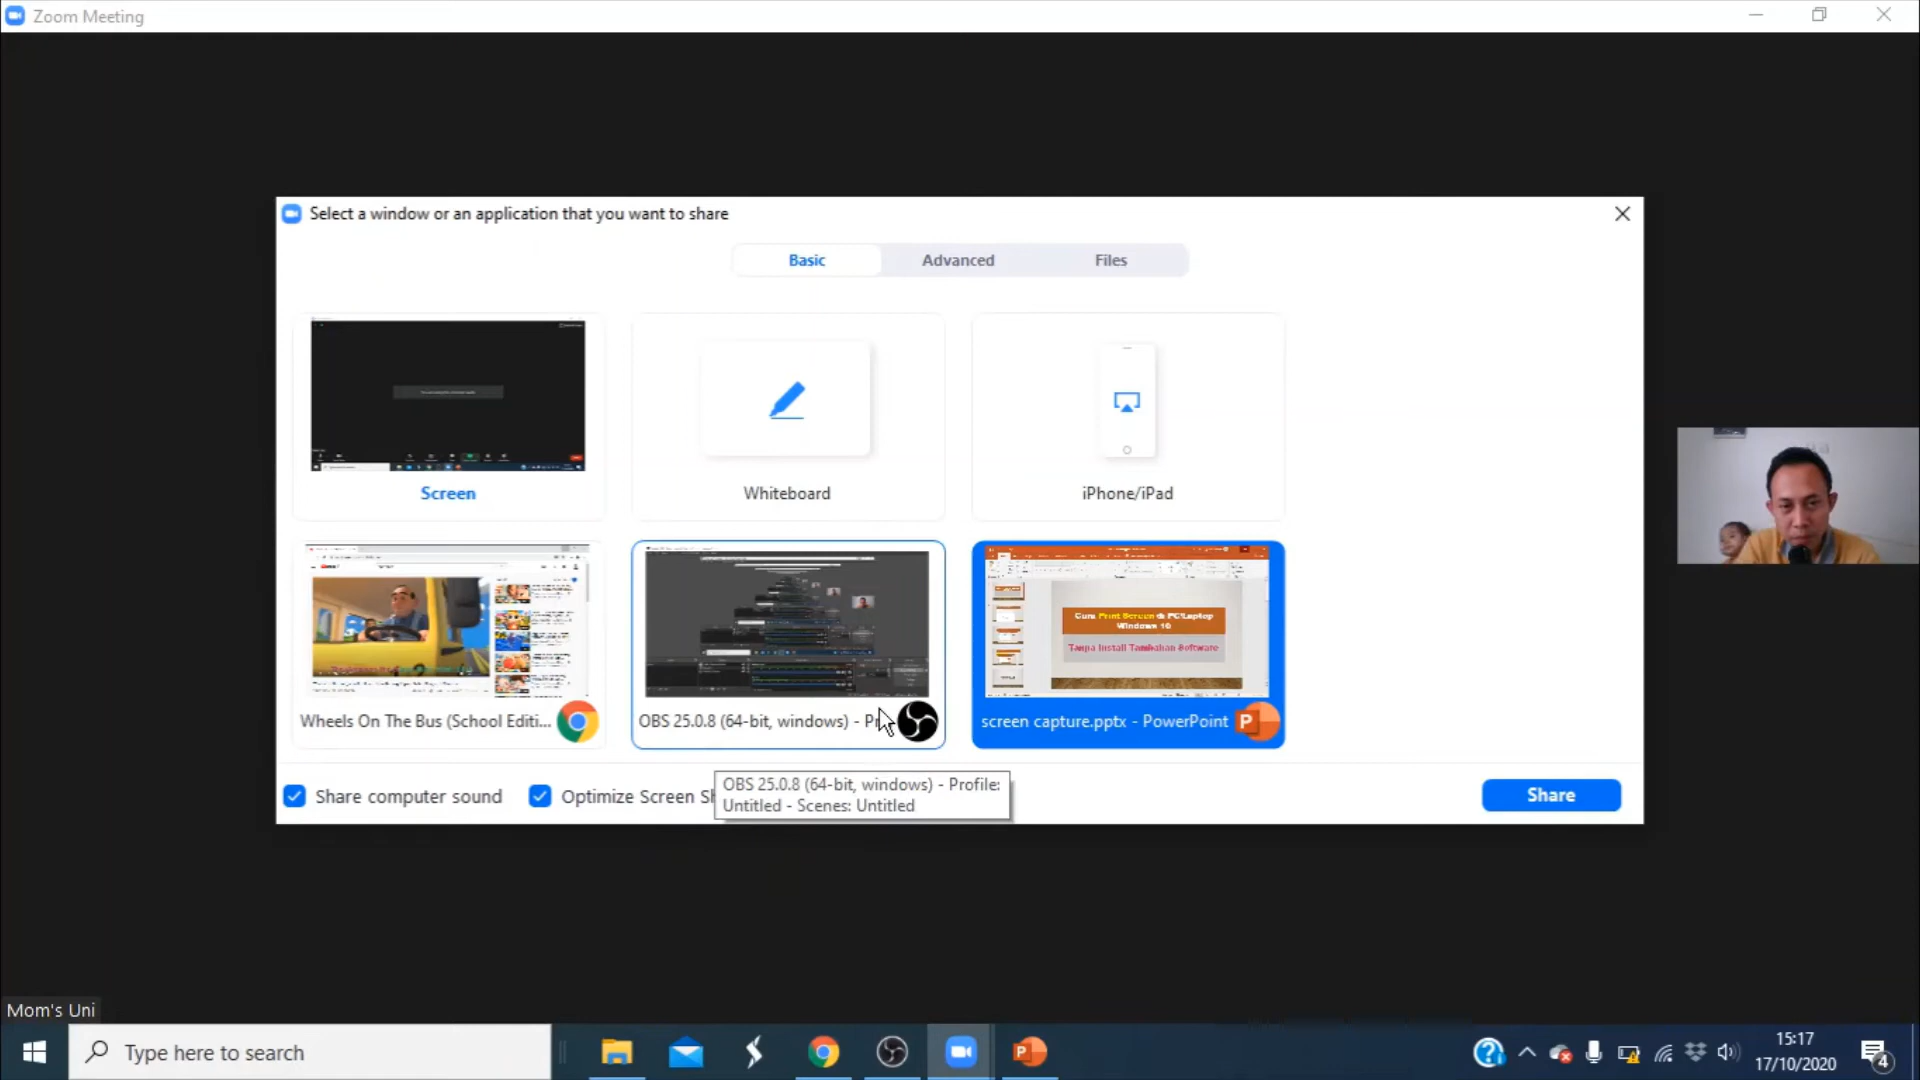 Zoom Meeting
Select a window or an application that you want to share
Basic
Advanced
Files
Screen
Whiteboard
iPhone/iPad
Cara Print Screen di PC/Laptop
Windows 10
Tanpa Install Tambahan Software
Wheels On The Bus (School Editi...
OBS 25.0.8 (64-bit, windows) - Pr
screen capture.pptx - PowerPoint
Share computer sound
Optimize Screen Sh
OBS 25.0.8 (64-bit, windows) - Profile:
Untitled - Scenes: Untitled
Share
Mom's Uni
Type here to search
15:17
17/10/2020
4